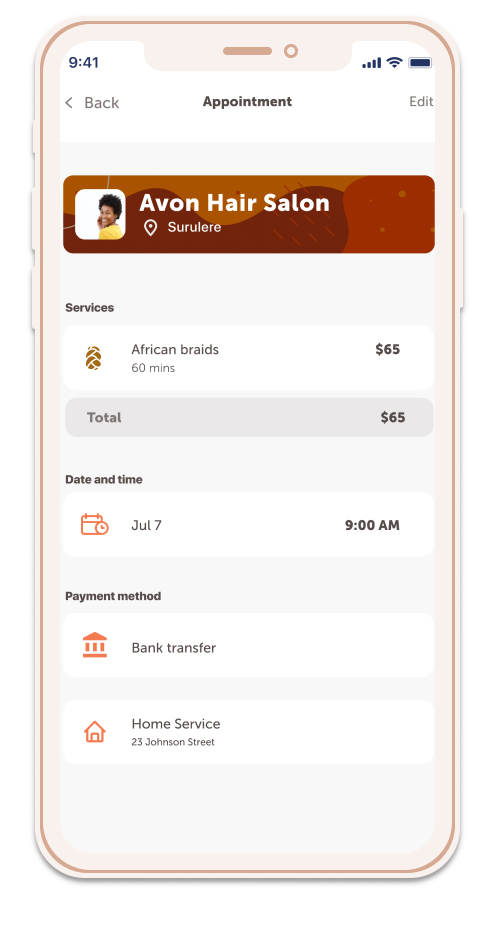 9:41
< Back Appointment Edit
Avon Hair Salon
Surulere
Services
African braids $65
60 mins
Total $65
Date and time
Jul 7 9:00 AM
Payment method
Bank transfer
Home Service
23 Johnson Street